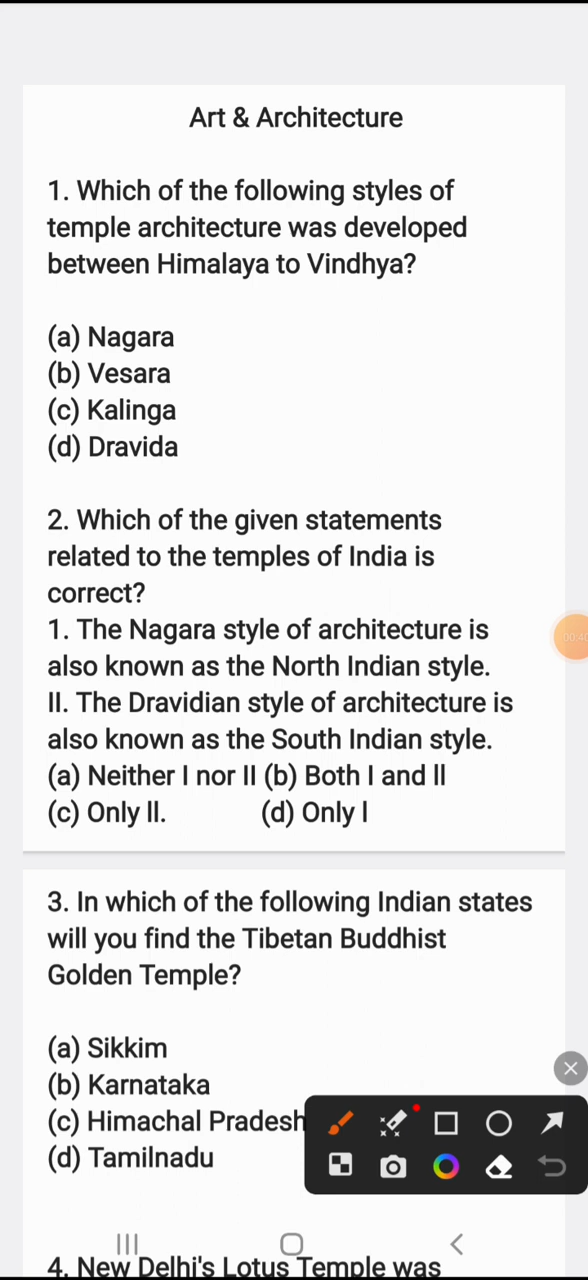 Art & Architecture
1. Which of the following styles of
temple architecture was developed
between Himalaya to Vindhya?
(a) Nagara
(b) Vesara
(c) Kalinga
(d) Dravida
2. Which of the given statements
related to the temples of India is
correct?
1. The Nagara style of architecture is
also known as the North Indian style.
II. The Dravidian style of architecture is
also known as the South Indian style.
(a) Neither I nor II (b) Both I and II
(c) Only II. (d) Only I
3. In which of the following Indian states
will you find the Tibetan Buddhist
Golden Temple?
(a) Sikkim
(b) Karnataka
(c) Himachal Pradesh
(d) Tamilnadu
4. New Delhi's Lotus Temple was